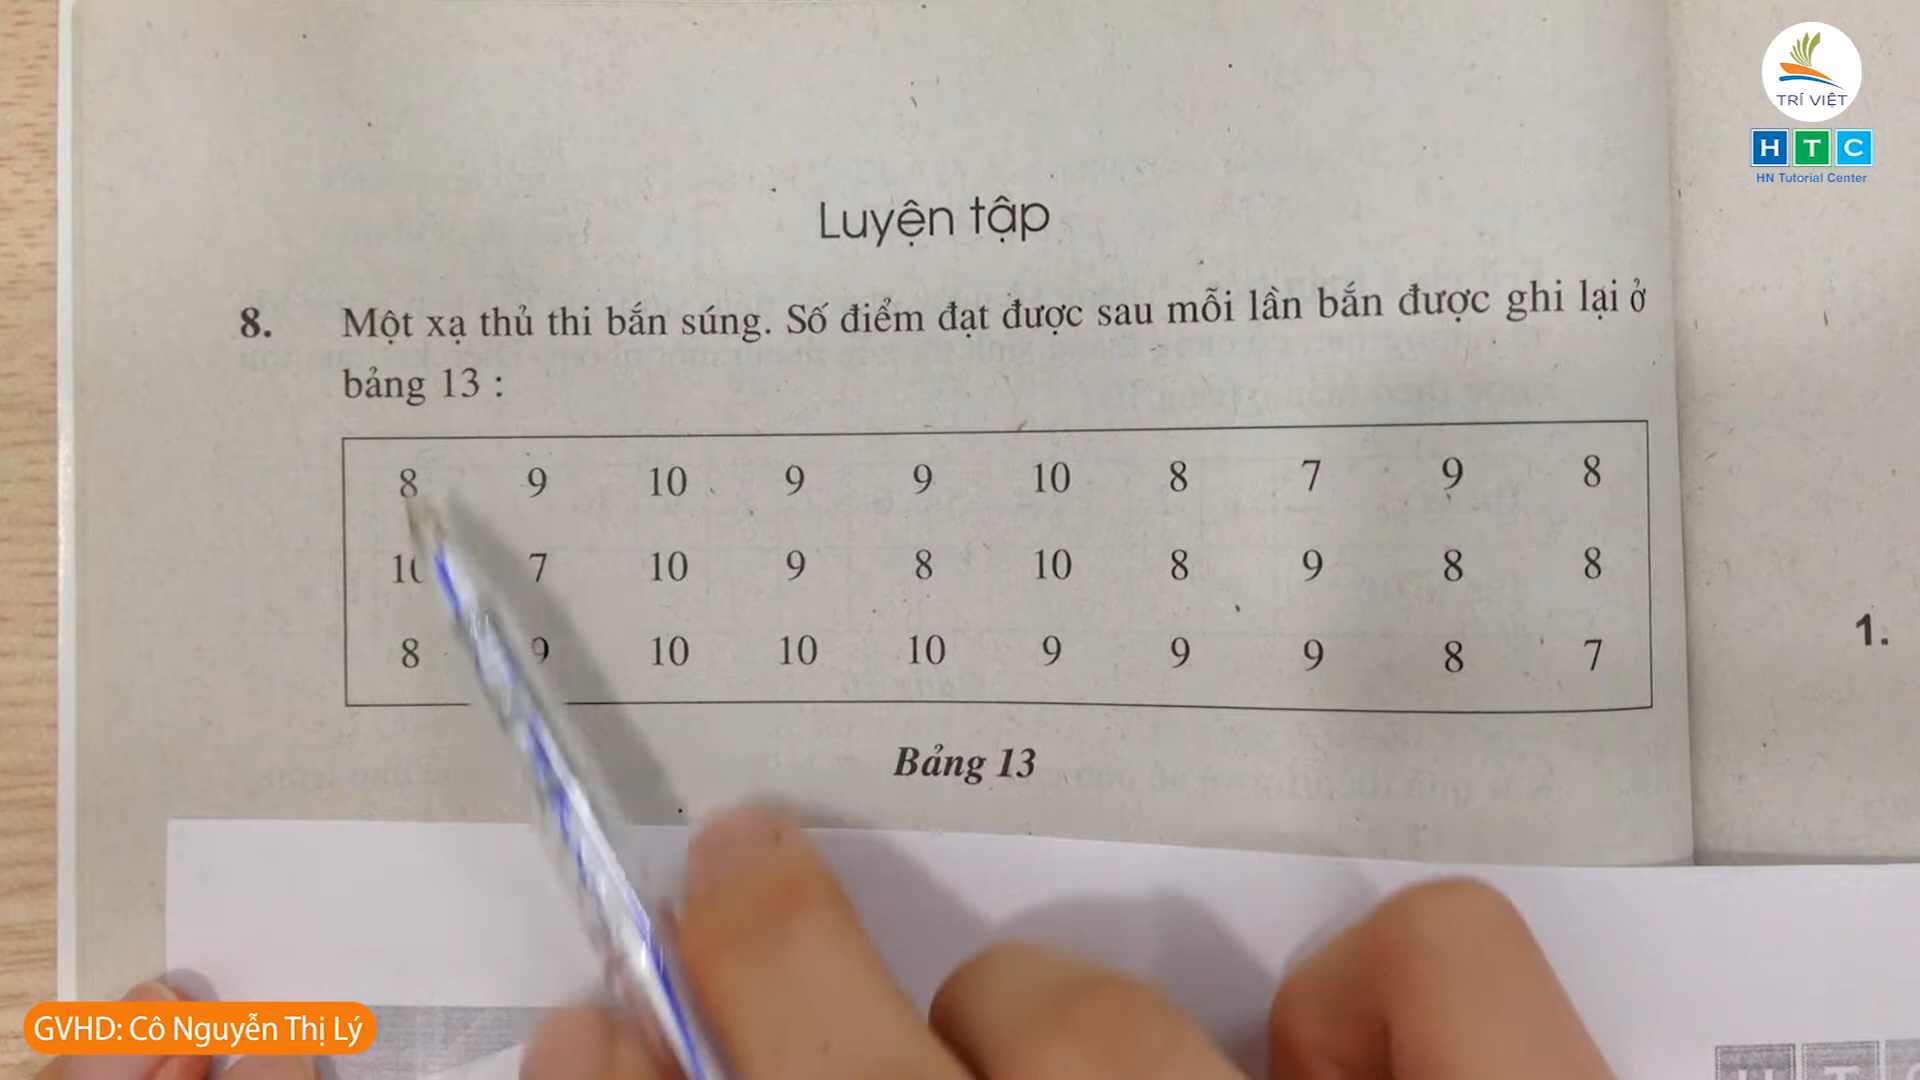 TRÍ VIỆT
H T C
HN Tutorial Center
Luyện tập
8. Một xạ thủ thi bắn súng. Số điểm đạt được sau mỗi lần bắn được ghi lại ở
bảng 13 :
8 9 10 9 9 10 8 7 9 8
10 7 10 9 8 10 8 9 8 8
8 9 10 10 10 9 9 9 8 7
1.
Bảng 13
GVHD: Cô Nguyễn Thị Lý